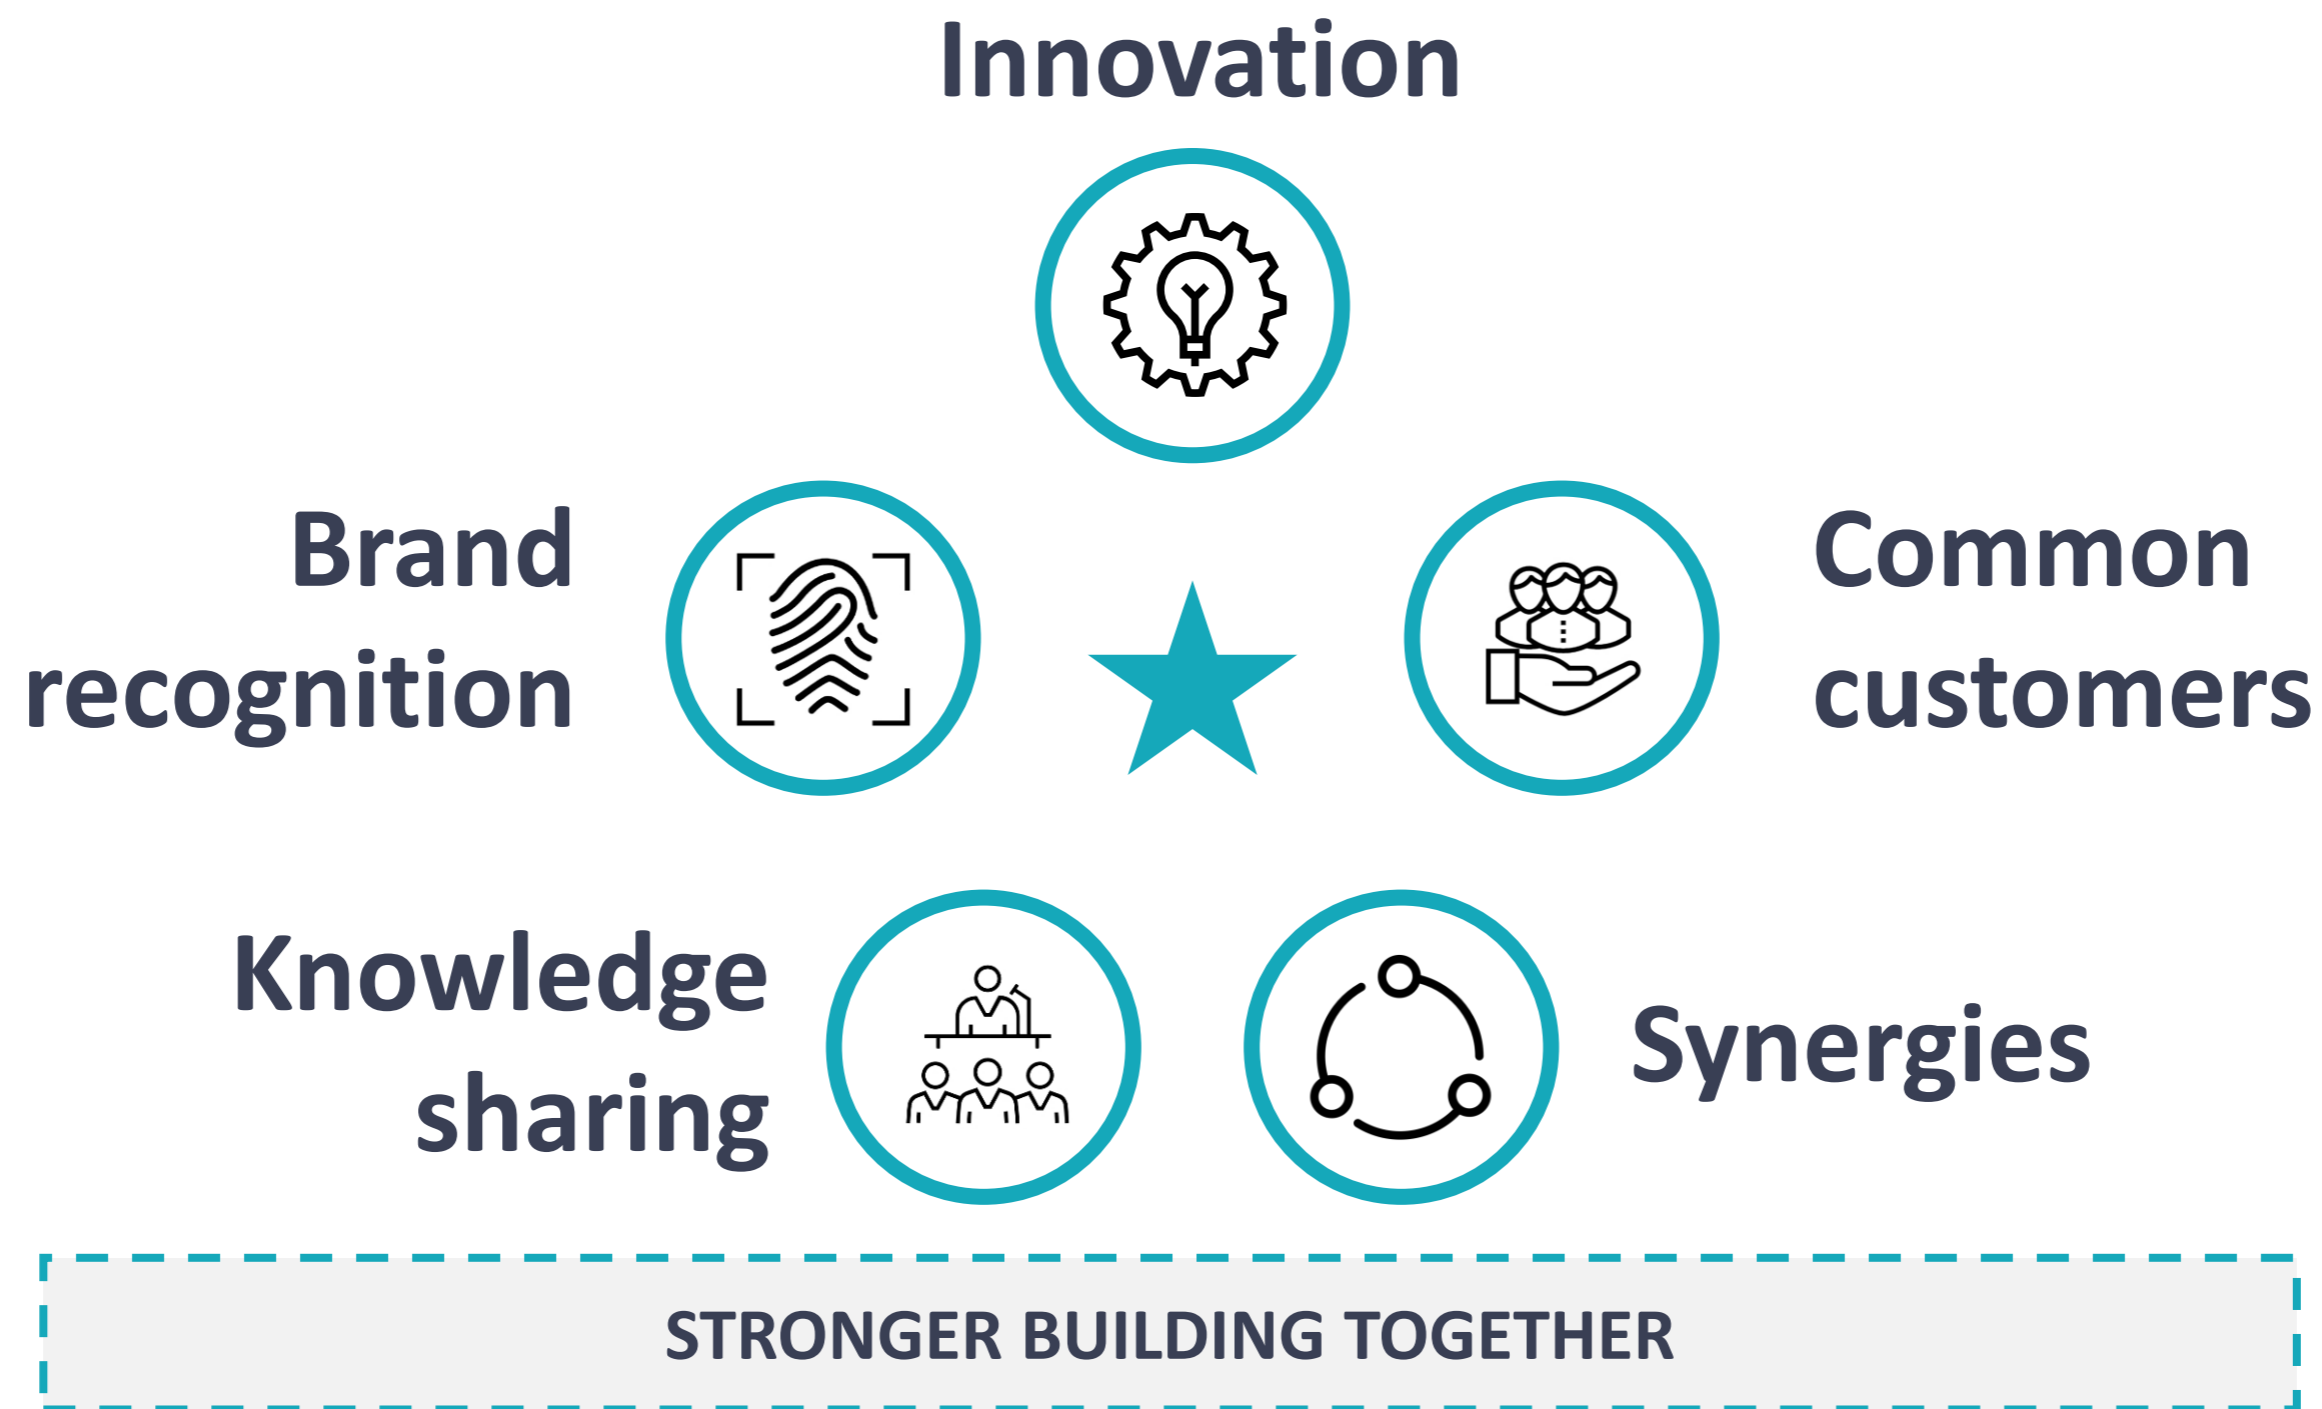 Innovation
Brand
recognition
Common
customers
Knowledge
sharing
Synergies
STRONGER BUILDING TOGETHER